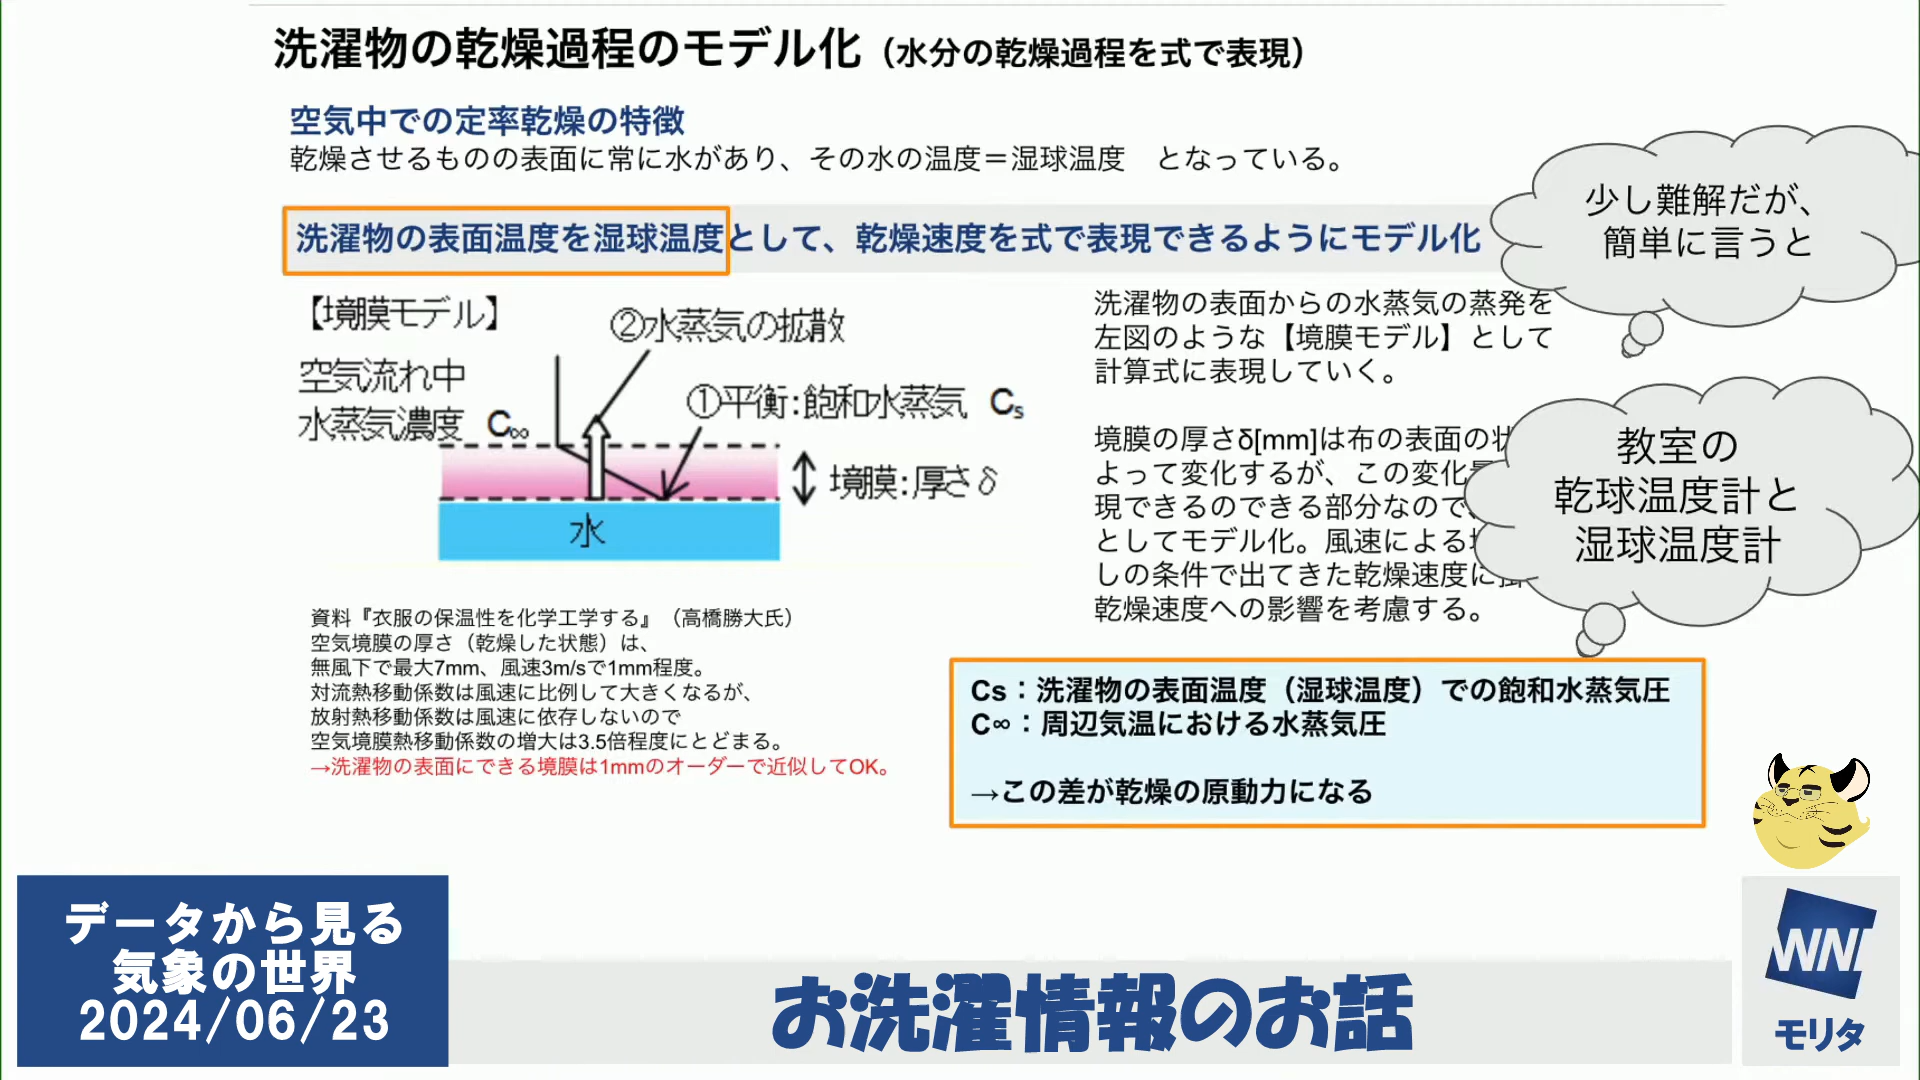 洗濯物の乾燥過程のモデル化（水分の乾燥過程を式で表現）
空気中での定率乾燥の特徴
乾燥させるものの表面に常に水があり、その水の温度＝湿球温度　となっている。
洗濯物の表面温度を湿球温度として、乾燥速度を式で表現できるようにモデル化
少し難解だが、
簡単に言うと
【境膜モデル】
②水蒸気の拡散
空気流れ中
水蒸気濃度 C∞
①平衡：飽和水蒸気 Cs
境膜：厚さδ
水
洗濯物の表面からの水蒸気の蒸発を
左図のような【境膜モデル】として
計算式に表現していく。
境膜の厚さδ[mm]は布の表面の状
よって変化するが、この変化
現できるのできる部分なので、
としてモデル化。風速による
しの条件で出てきた乾燥速度に
乾燥速度への影響を考慮する。
教室の
乾球温度計と
湿球温度計
資料『衣服の保温性を化学工学する』（高橋勝大氏）
空気境膜の厚さ（乾燥した状態）は、
無風下で最大7mm、風速3m/sで1mm程度。
対流熱移動係数は風速に比例して大きくなるが、
放射熱移動係数は風速に依存しないので
空気境膜熱移動係数の増大は3.5倍程度にとどまる。
→洗濯物の表面にできる境膜は1mmのオーダーで近似してOK。
Cs：洗濯物の表面温度（湿球温度）での飽和水蒸気圧
C∞：周辺気温における水蒸気圧
→この差が乾燥の原動力になる
データから見る
気象の世界
2024/06/23
お洗濯情報のお話
WNI
モリタ